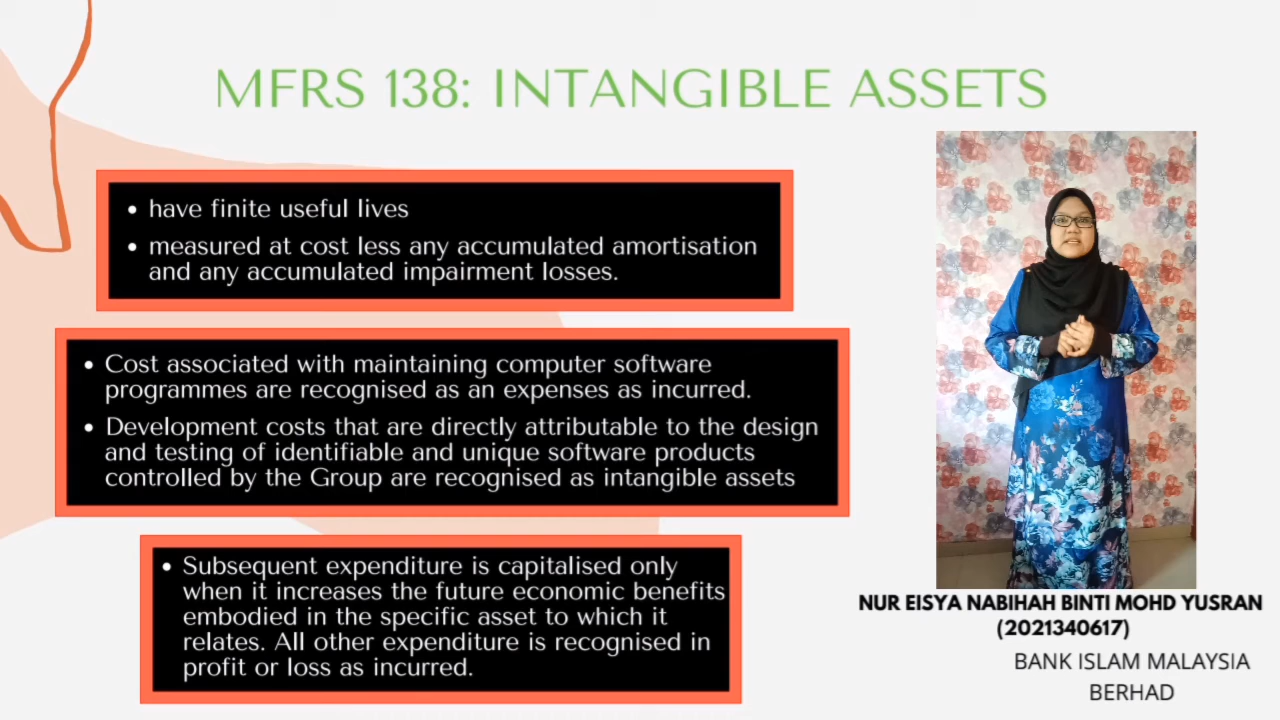 MFRS 138: INTANGIBLE ASSETS
• have finite useful lives
• measured at cost less any accumulated amortisation
and any accumulated impairment losses.
• Cost associated with maintaining computer software
programmes are recognised as an expenses as incurred.
• Development costs that are directly attributable to the design
and testing of identifiable and unique software products
controlled by the Group are recognised as intangible assets
• Subsequent expenditure is capitalised only
when it increases the future economic benefits
embodied in the specific asset to which it
relates. All other expenditure is recognised in
profit or loss as incurred.
NUR EISYA NABIHAH BINTI MOHD YUSRAN
(2021340617)
BANK ISLAM MALAYSIA
BERHAD